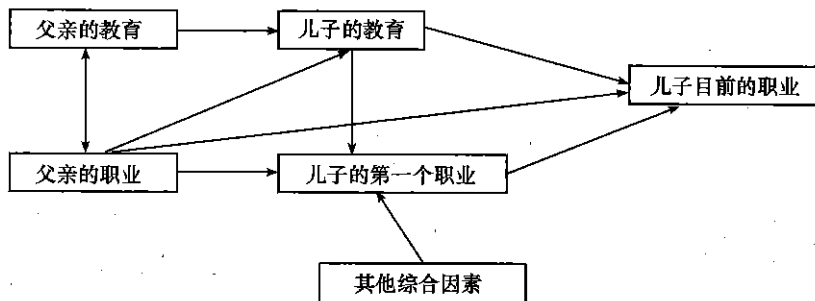 父亲的教育
儿子的教育
儿子目前的职业
父亲的职业
儿子的第一个职业
其他综合因素